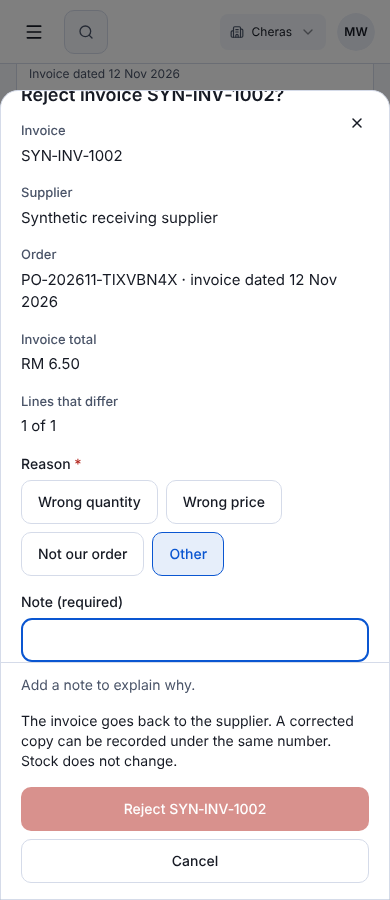 Cheras
MW
Invoice dated 12 Nov 2026
Reject invoice SYN-INV-1002?
Invoice
SYN-INV-1002
Supplier
Synthetic receiving supplier
Order
PO-202611-TIXVBN4X · invoice dated 12 Nov
2026
Invoice total
RM 6.50
Lines that differ
1 of 1
Reason *
Wrong quantity
Wrong price
Not our order
Other
Note (required)
Add a note to explain why.
The invoice goes back to the supplier. A corrected
copy can be recorded under the same number.
Stock does not change.
Reject SYN-INV-1002
Cancel